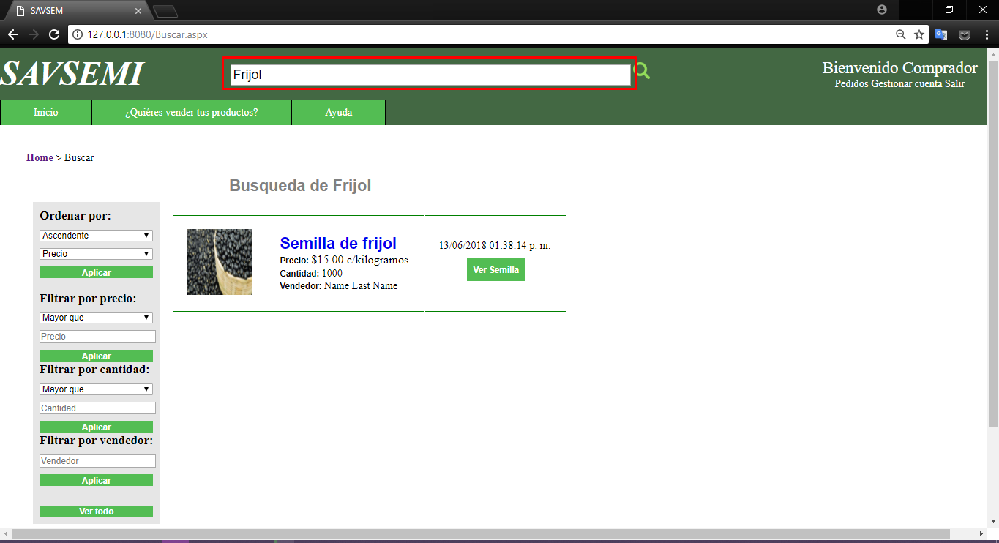 SAVSEM
127.0.0.1:8080/Buscar.aspx
SAVSEMI
Frijol
Bienvenido Comprador
Pedidos Gestionar cuenta Salir
Inicio
¿Quiéres vender tus productos?
Ayuda
Home > Buscar
Busqueda de Frijol
Ordenar por:
Ascendente
Precio
Aplicar
Filtrar por precio:
Mayor que
Precio
Aplicar
Filtrar por cantidad:
Mayor que
Cantidad
Aplicar
Filtrar por vendedor:
Vendedor
Aplicar
Ver todo
Semilla de frijol
Precio: $15.00 c/kilogramos
Cantidad: 1000
Vendedor: Name Last Name
13/06/2018 01:38:14 p. m.
Ver Semilla